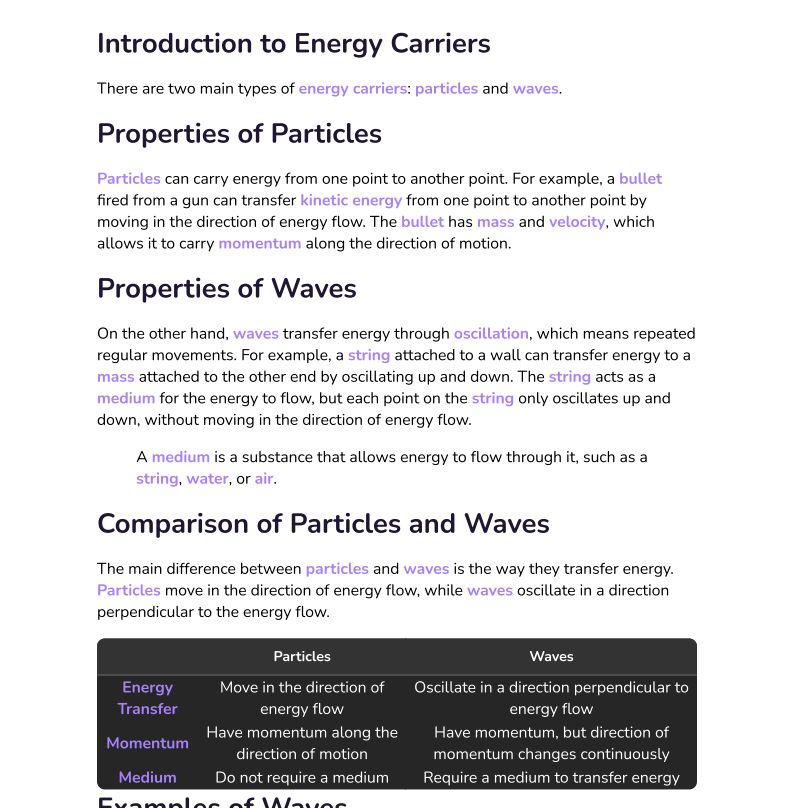 Introduction to Energy Carriers
There are two main types of energy carriers: particles and waves.
Properties of Particles
Particles can carry energy from one point to another point. For example, a bullet
fired from a gun can transfer kinetic energy from one point to another point by
moving in the direction of energy flow. The bullet has mass and velocity, which
allows it to carry momentum along the direction of motion.
Properties of Waves
On the other hand, waves transfer energy through oscillation, which means repeated
regular movements. For example, a string attached to a wall can transfer energy to a
mass attached to the other end by oscillating up and down. The string acts as a
medium for the energy to flow, but each point on the string only oscillates up and
down, without moving in the direction of energy flow.
A medium is a substance that allows energy to flow through it, such as a
string, water, or air.
Comparison of Particles and Waves
The main difference between particles and waves is the way they transfer energy.
Particles move in the direction of energy flow, while waves oscillate in a direction
perpendicular to the energy flow.
Particles Waves
Energy Transfer Move in the direction of energy flow Oscillate in a direction perpendicular to energy flow
Momentum Have momentum along the direction of motion Have momentum, but direction of momentum changes continuously
Medium Do not require a medium Require a medium to transfer energy
Examples of Waves